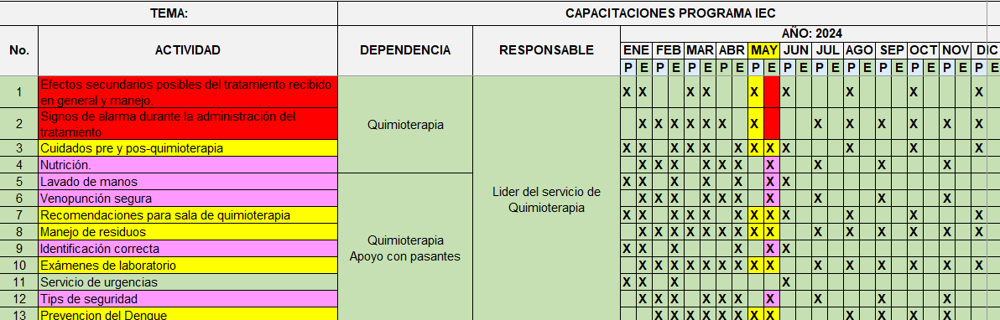 TEMA: CAPACITACIONES PROGRAMA IEC
No. ACTIVIDAD DEPENDENCIA RESPONSABLE AÑO: 2024
ENE FEB MAR ABR MAY JUN JUL AGO SEP OCT NOV DIC
P E P E P E P E P E P E P E P E P E P E P E P E
1 Efectos secundarios posibles del tratamiento recibido
en general y manejo. X X X X X X X X X
2 Signos de alarma durante la administración del
tratamiento X X X X X X X X X X X X X
Quimioterapia
3 Cuidados pre y pos-quimioterapia X X X X X X X X X X X X
4 Nutrición. X X X X X X X X X X
5 Lavado de manos X X X X X X X
6 Venopunción segura X X X X X X X X X X
Lider del servicio de
Quimioterapia
7 Recomendaciones para sala de quimioterapia X X X X X X X X X X X X
8 Manejo de residuos X X X X X X X X X X X X X X X
Quimioterapia
Apoyo con pasantes
9 Identificación correcta X X X X X X
10 Exámenes de laboratorio X X X X X X X X X X X X X X X
11 Servicio de urgencias X X X X
12 Tips de seguridad X X X X X X X X X X
13 Prevencion del Dengue X X X X X X X X X X X X X